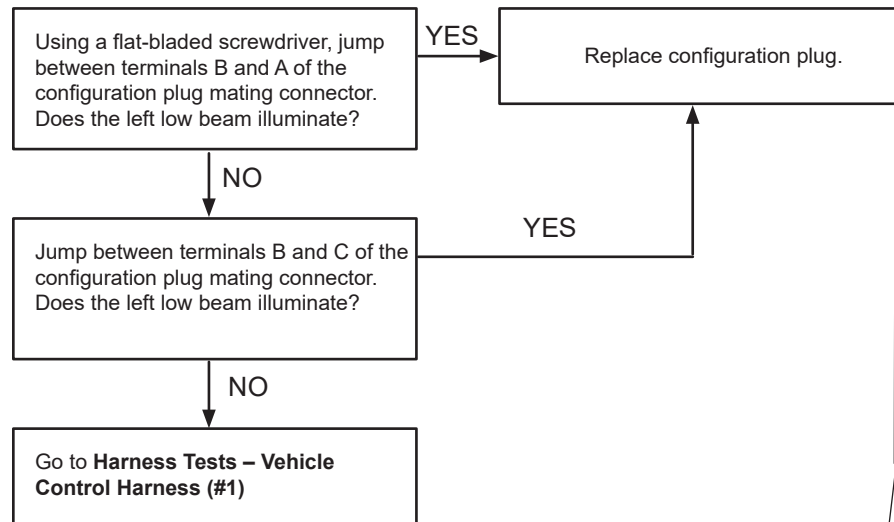 Using a flat-bladed screwdriver, jump
between terminals B and A of the
configuration plug mating connector.
Does the left low beam illuminate?
YES
Replace configuration plug.
NO
Jump between terminals B and C of the
configuration plug mating connector.
Does the left low beam illuminate?
YES
NO
Go to Harness Tests – Vehicle
Control Harness (#1)